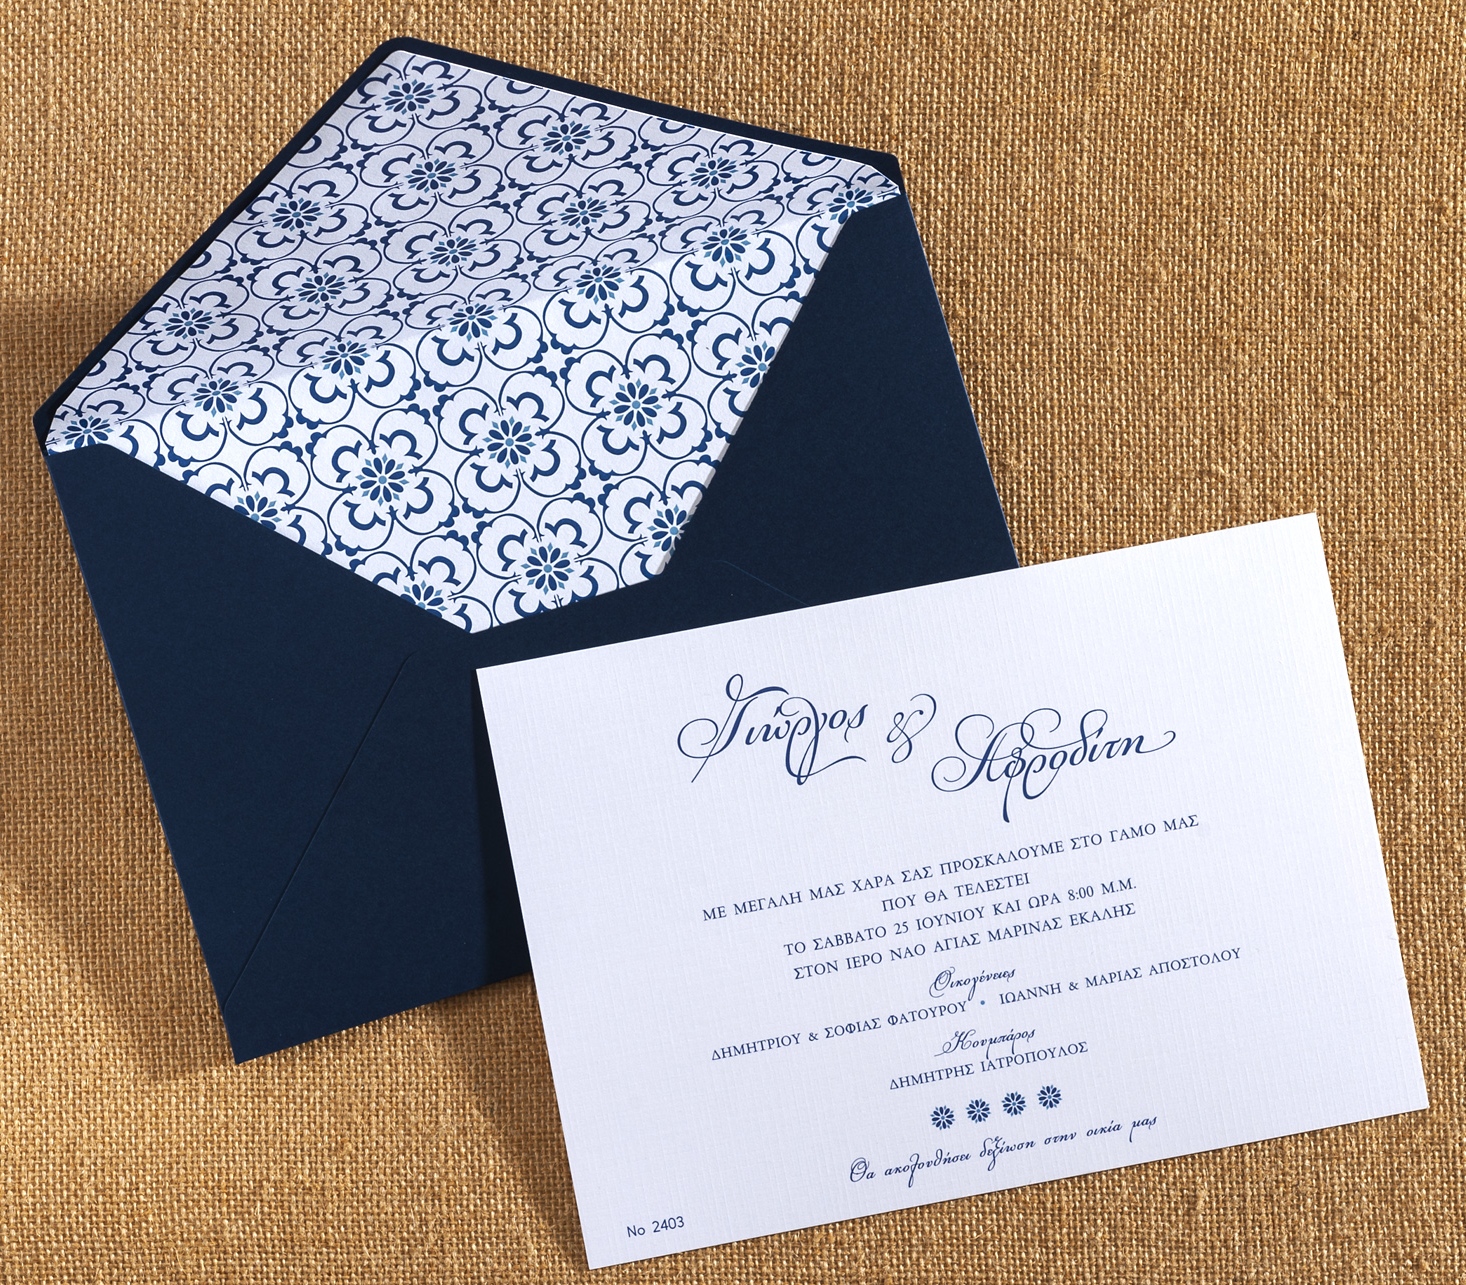 Γιώργος & Αφροδίτη
ΜΕ ΜΕΓΑΛΗ ΜΑΣ ΧΑΡΑ ΣΑΣ ΠΡΟΣΚΑΛΟΥΜΕ ΣΤΟ ΓΑΜΟ ΜΑΣ
ΠΟΥ ΘΑ ΤΕΛΕΣΤΕΙ
ΤΟ ΣΑΒΒΑΤΟ 25 ΙΟΥΝΙΟΥ ΚΑΙ ΩΡΑ 8:00 Μ.Μ.
ΣΤΟΝ ΙΕΡΟ ΝΑΟ ΑΓΙΑΣ ΜΑΡΙΝΑΣ ΕΚΑΛΗΣ
Οικογένειες
ΔΗΜΗΤΡΙΟΥ & ΣΟΦΙΑΣ ΦΑΤΟΥΡΟΥ • ΙΩΑΝΝΗ & ΜΑΡΙΑΣ ΑΠΟΣΤΟΛΟΥ
Κουμπάρος
ΔΗΜΗΤΡΗΣ ΙΑΤΡΟΠΟΥΛΟΣ
Θα ακολουθήσει δεξίωση στην οικία μας
No 2403